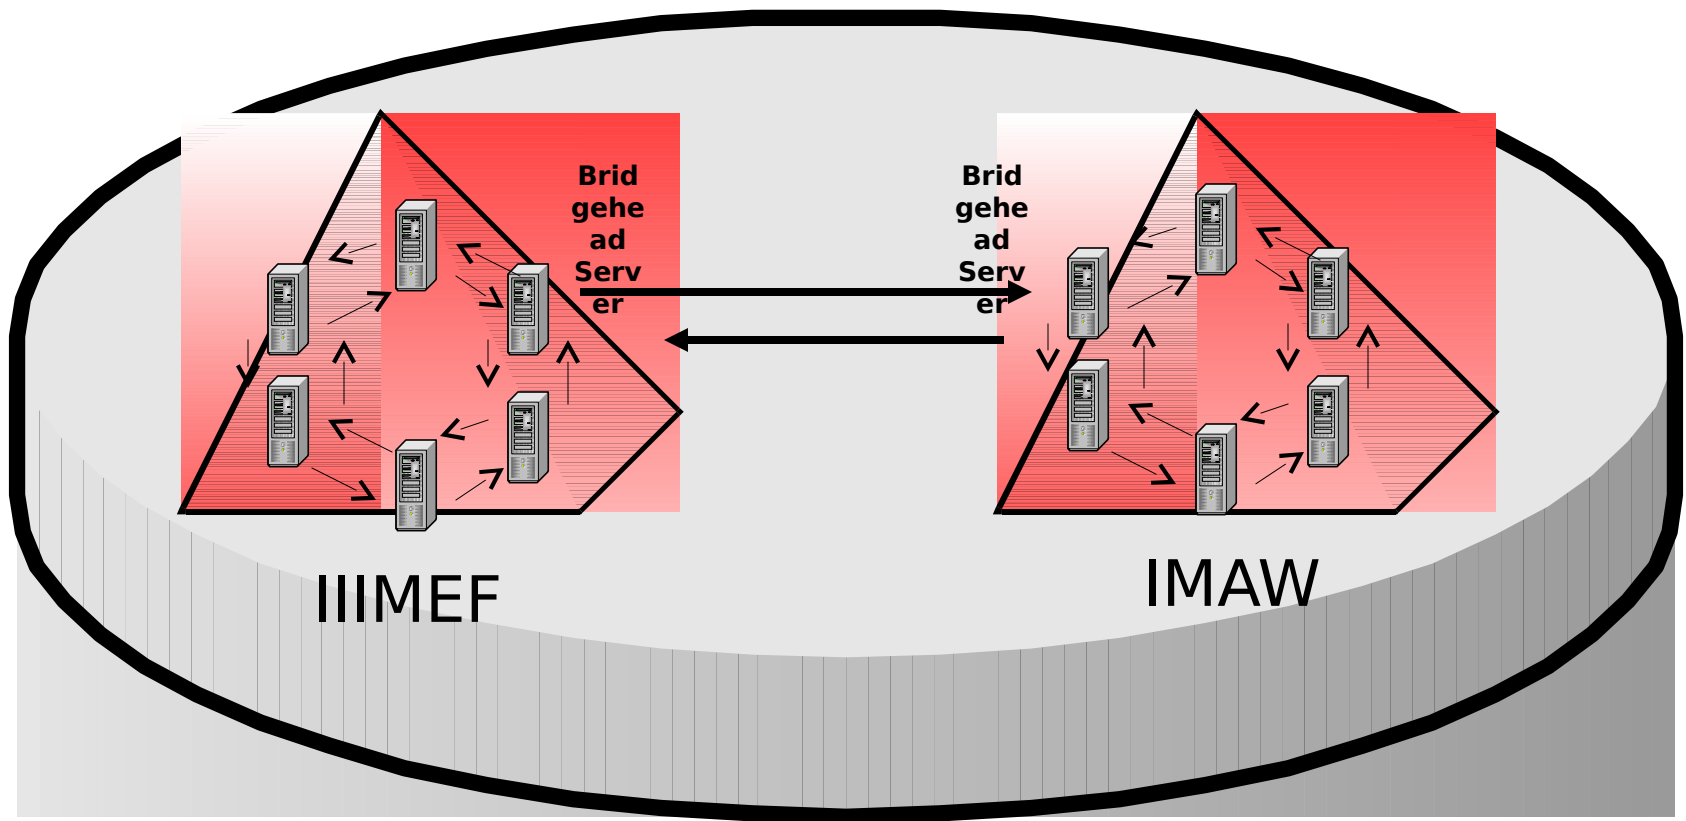 Brid
gehe
ad
Serv
er
Brid
gehe
ad
Serv
er
IIIMEF
IMAW